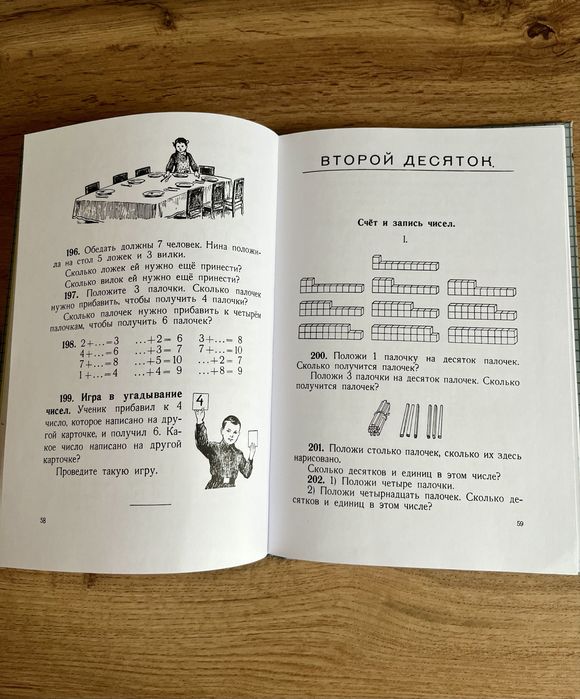 196. Обедать должны 7 человек. Нина положи-
ла на стол 5 ложек и 3 вилки.
Сколько ложек ей нужно ещё принести?
Сколько вилок ей нужно ещё принести?
197. Положите 3 палочки. Сколько палочек
нужно прибавить, чтобы получить 4 палочки?
Сколько палочек нужно прибавить к четырём
палочкам, чтобы получить 6 палочек?
198. 2+...=3 ...+2= 6 3+...= 8
4+...=6 ...+3= 7 7+...=10
7+...=8 ...+5=10 ...+2= 7
1+...=4 ...+4= 9 ...+8= 9
199. Игра в угадывание
чисел. Ученик прибавил к 4
число, которое написано на дру-
гой карточке, и получил 6. Ка-
кое число написано на другой
карточке?
Проведите такую игру.
4
58
ВТОРОЙ ДЕСЯТОК.
Счёт и запись чисел.
1.
200. Положи 1 палочку на десяток палочек.
Сколько получится палочек?
Положи 3 палочки на десяток палочек. Сколько
получится палочек?
201. Положи столько палочек, сколько их здесь
нарисовано.
Сколько десятков и единиц в этом числе?
202. 1) Положи четыре палочки.
2) Положи четырнадцать палочек. Сколько де-
сятков и единиц в этом числе?
59